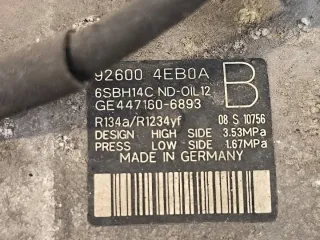 92600 4EB0A
6SBH14C ND-OIL12 B
GE447160-6893
R134a/R1234yf 08 S 10756
DESIGN HIGH SIDE 3.53MPa
PRESS LOW SIDE 1.67MPa
MADE IN GERMANY